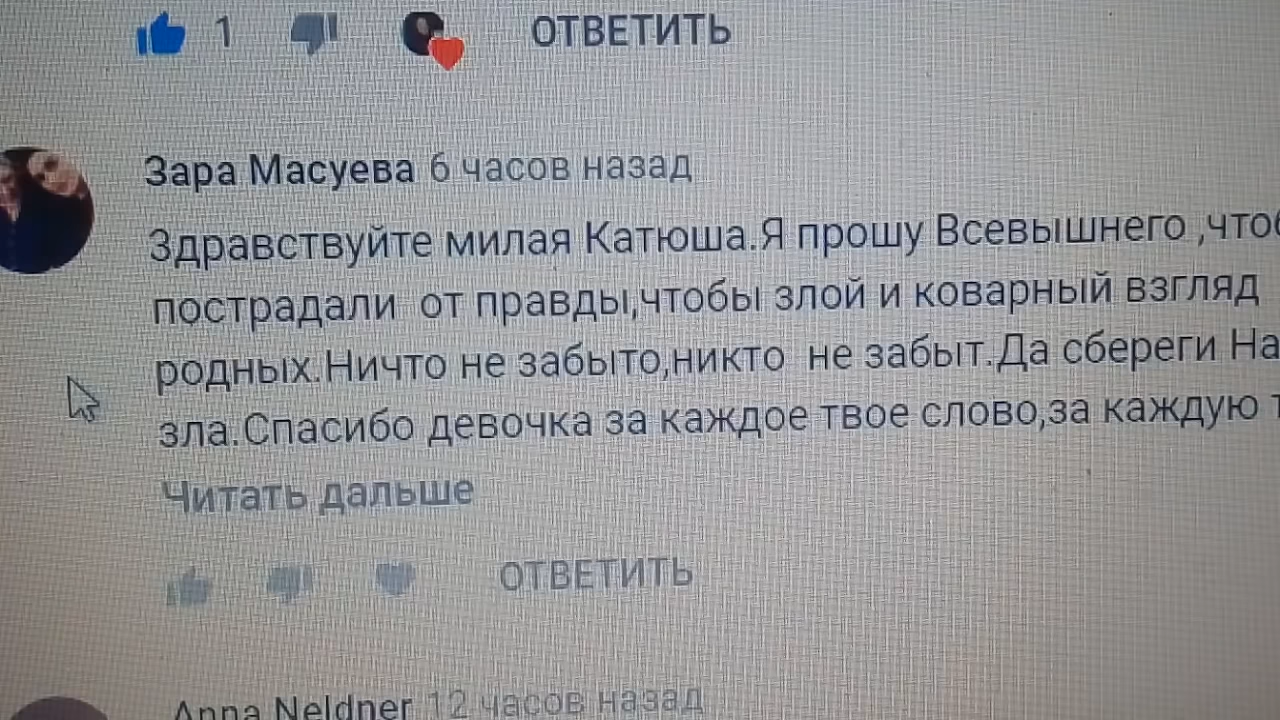 1 ОТВЕТИТЬ
Зара Масуева 6 часов назад
Здравствуйте милая Катюша.Я прошу Всевышнего ,чтоб
пострадали от правды,чтобы злой и коварный взгляд
родных.Ничто не забыто,никто не забыт.Да сбереги На
зла.Спасибо девочка за каждое твое слово,за каждую т
Читать дальше
ОТВЕТИТЬ
Anna Neldner 12 часов назад